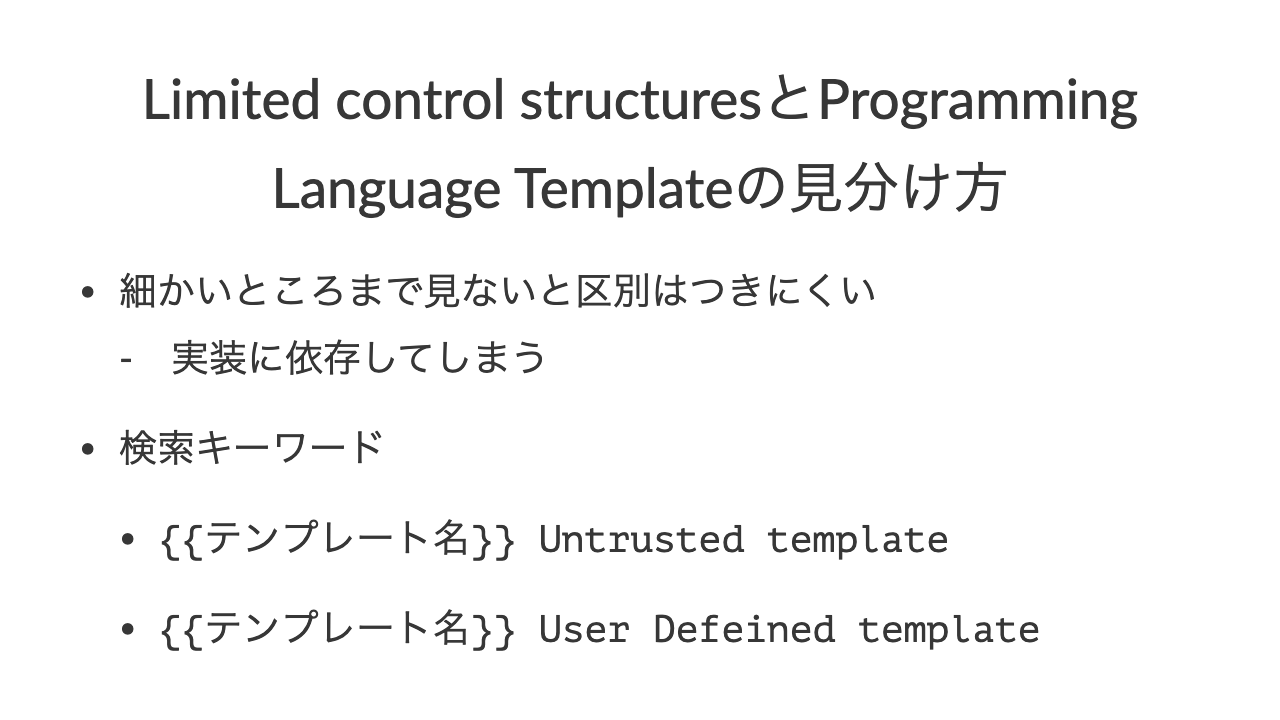 Limited control structuresとProgramming
Language Templateの見分け方
• 細かいところまで見ないと区別はつきにくい
- 実装に依存してしまう
• 検索キーワード
• {{テンプレート名}} Untrusted template
• {{テンプレート名}} User Defeined template